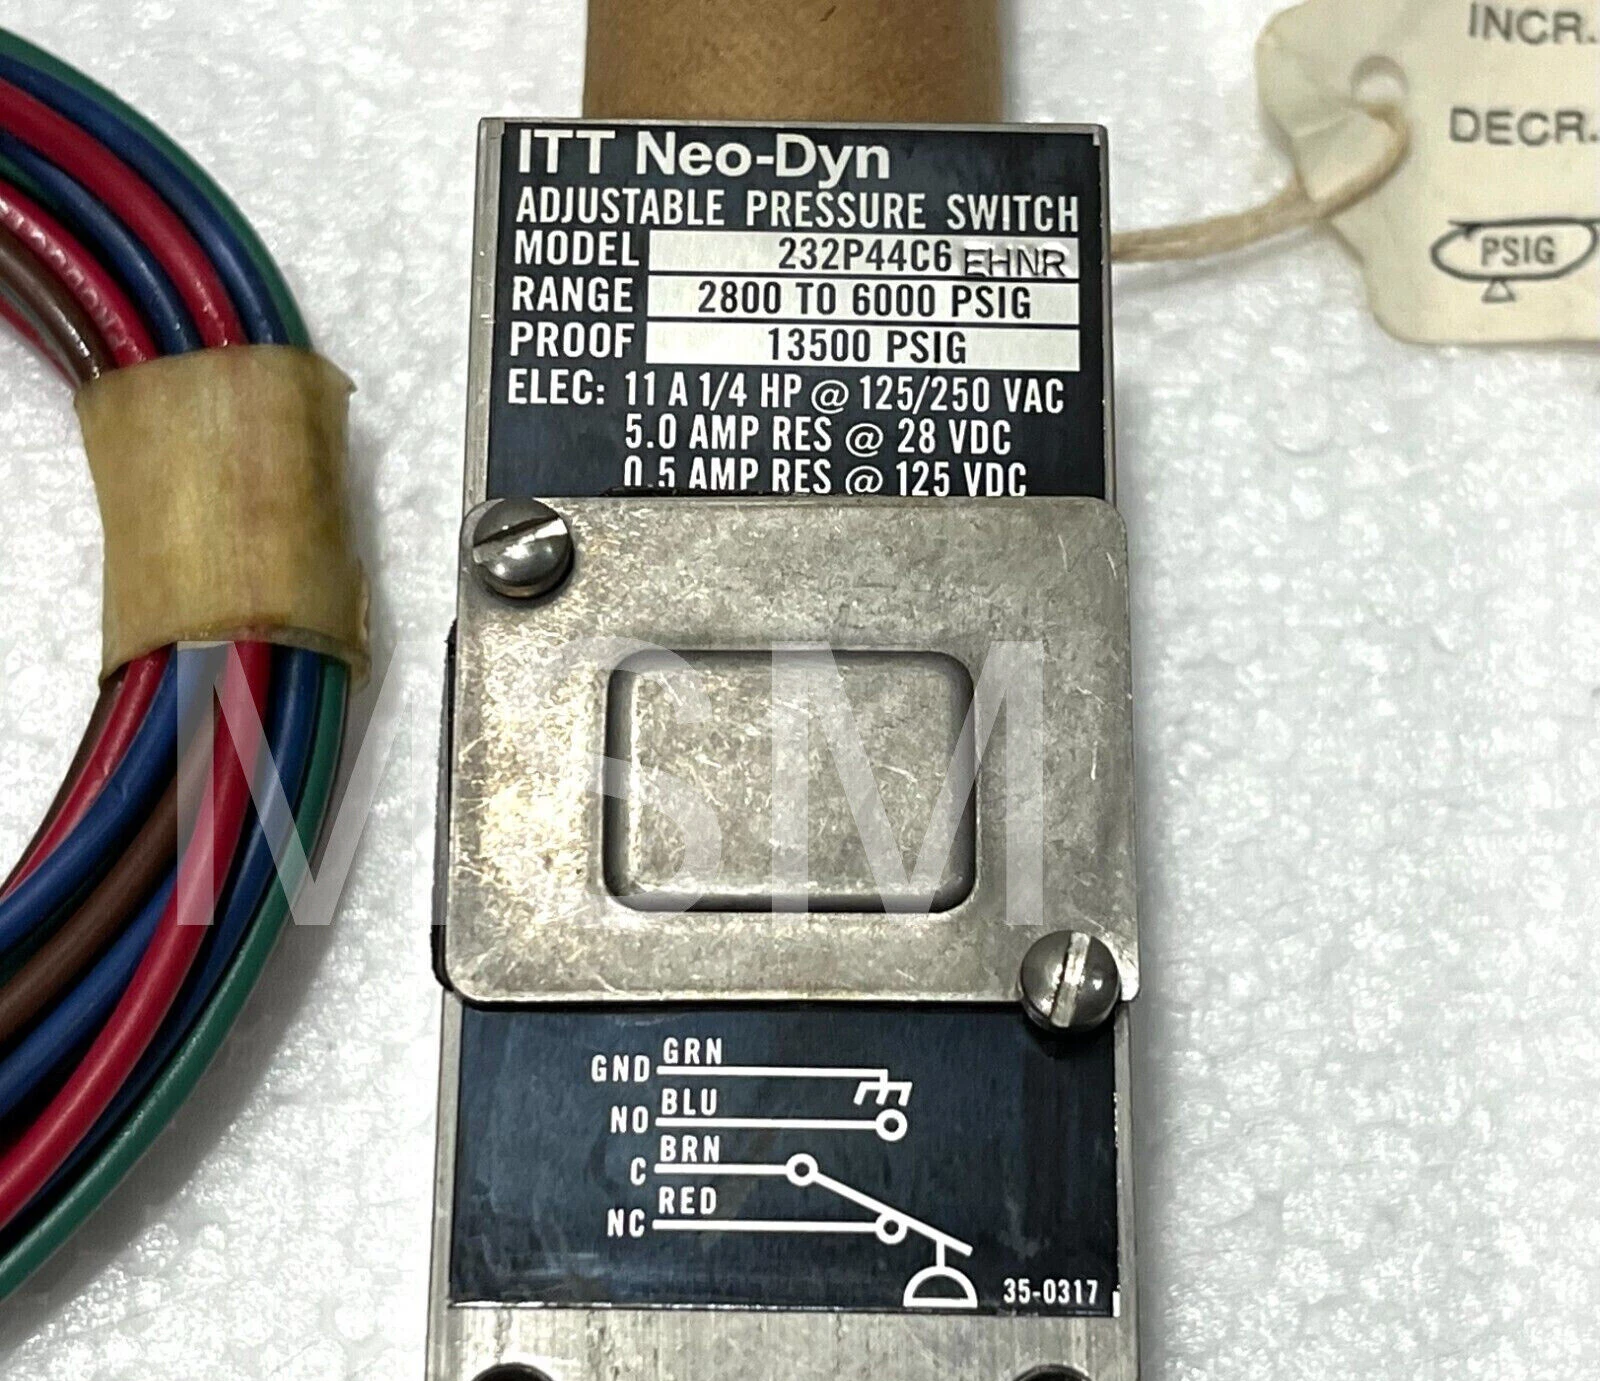 ITT Neo-Dyn
ADJUSTABLE PRESSURE SWITCH
MODEL 232P44C6 EHNR
RANGE 2800 TO 6000 PSIG
PROOF 13500 PSIG
ELEC: 11 A 1/4 HP @ 125/250 VAC
5.0 AMP RES @ 28 VDC
0.5 AMP RES @ 125 VDC
GND GRN
NO BLU
C BRN
NC RED
35-0317
INCR.
DECR.
PSIG
MSM